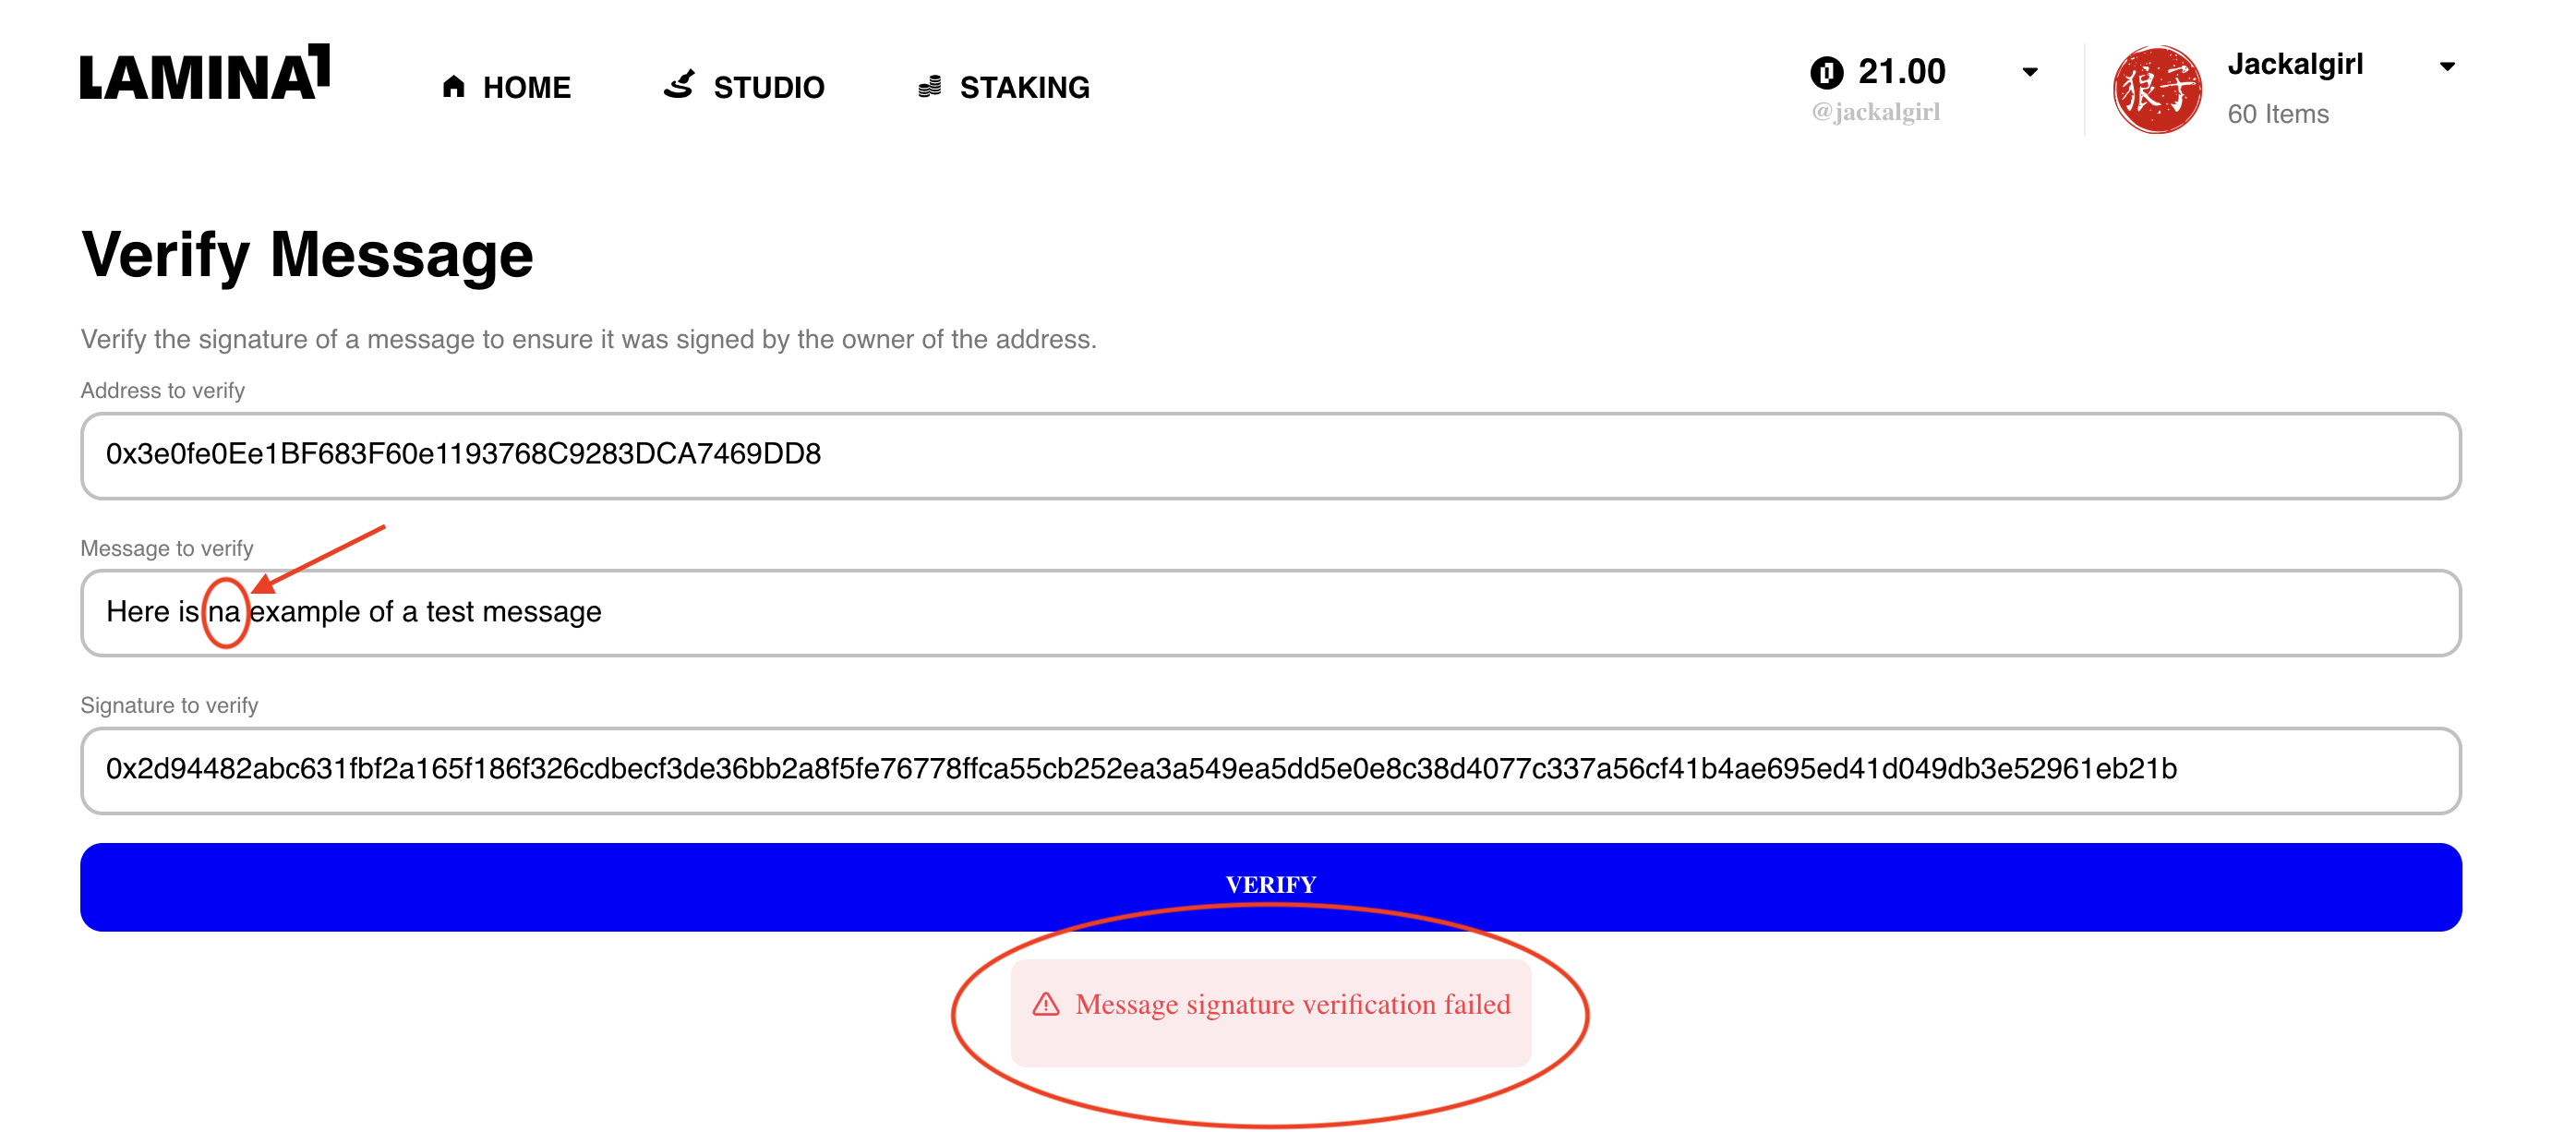 LAMINA1
HOME
STUDIO
STAKING
21.00
@jackalgirl
狼子
Jackalgirl
60 Items
Verify Message
Verify the signature of a message to ensure it was signed by the owner of the address.
Address to verify
0x3e0fe0Ee1BF683F60e1193768C9283DCA7469DD8
Message to verify
Here is na example of a test message
Signature to verify
0x2d94482abc631fbf2a165f186f326cdbecf3de36bb2a8f5fe76778ffca55cb252ea3a549ea5dd5e0e8c38d4077c337a56cf41b4ae695ed41d049db3e52961eb21b
VERIFY
Message signature verification failed